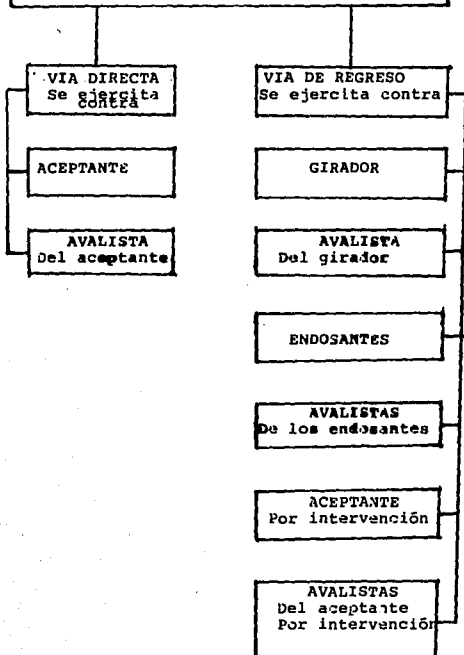 VIA DIRECTA
Se ejercita
contra
ACEPTANTE
AVALISTA
Del aceptante
VIA DE REGRESO
Se ejercita contra
GIRADOR
AVALISTA
Del girador
ENDOSANTES
AVALISTAS
De los endosantes
ACEPTANTE
Por intervención
AVALISTAS
Del aceptante
Por intervención